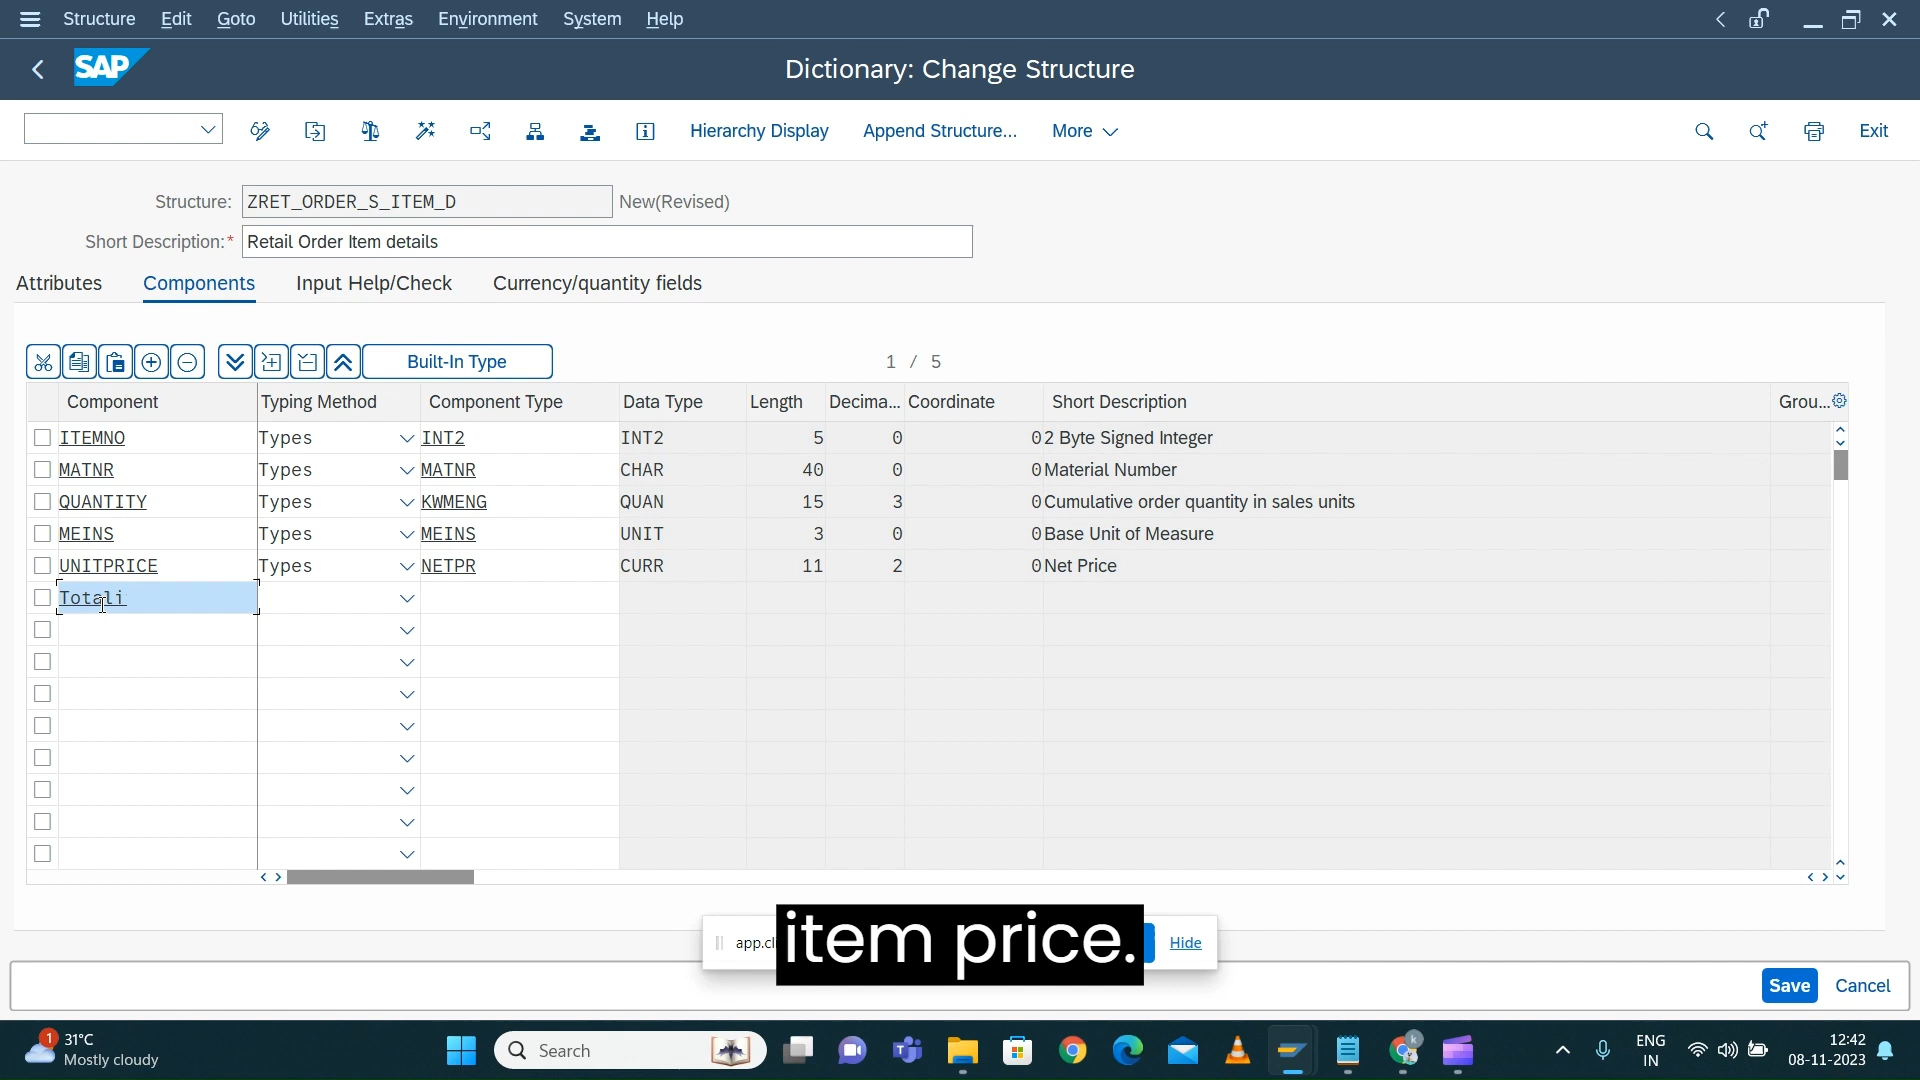 Structure Edit Goto Utilities Extras Environment System Help
SAP Dictionary: Change Structure
Hierarchy Display Append Structure... More Exit
Structure: ZRET_ORDER_S_ITEM_D New(Revised)
Short Description:* Retail Order Item details
Attributes Components Input Help/Check Currency/quantity fields
Built-In Type 1 / 5
Component Typing Method Component Type Data Type Length Decima... Coordinate Short Description Grou...
ITEMNO Types INT2 INT2 5 0 0 2 Byte Signed Integer
MATNR Types MATNR CHAR 40 0 0 Material Number
QUANTITY Types KWMENG QUAN 15 3 0 Cumulative order quantity in sales units
MEINS Types MEINS UNIT 3 0 0 Base Unit of Measure
UNITPRICE Types NETPR CURR 11 2 0 Net Price
Totali
app.cl item price. Hide
Save Cancel
1 31°C
Mostly cloudy
Search
k
ENG
IN
12:42
08-11-2023